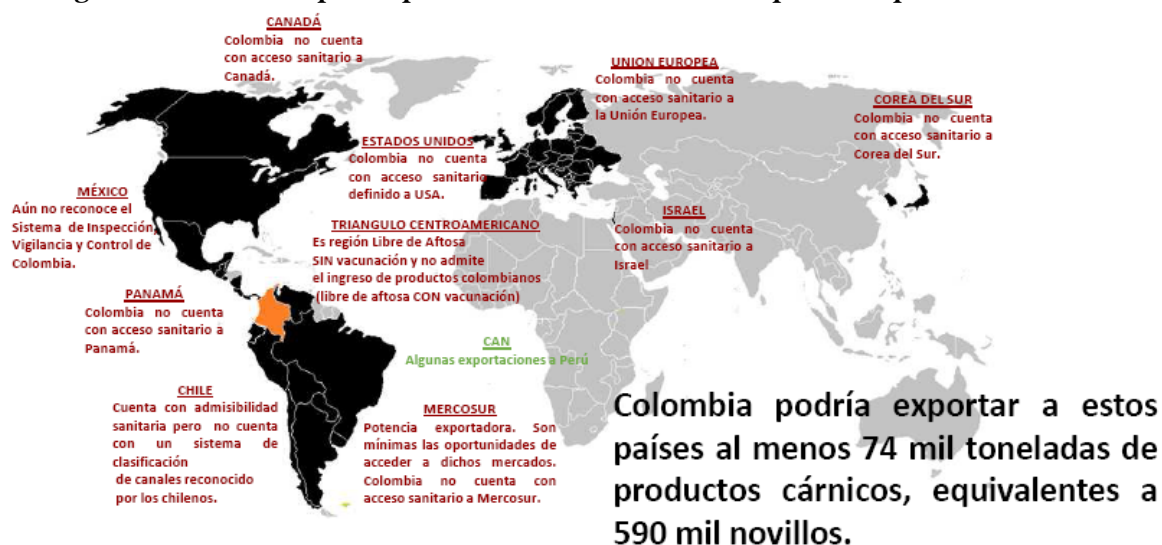 CANADÁ
Colombia no cuenta
con acceso sanitario a
Canadá.
UNION EUROPEA
Colombia no cuenta
con acceso sanitario a
la Unión Europea.
COREA DEL SUR
Colombia no cuenta
con acceso sanitario a
Corea del Sur.
ESTADOS UNIDOS
Colombia no cuenta
con acceso sanitario
definido a USA.
MÉXICO
Aún no reconoce el
Sistema de Inspección,
Vigilancia y Control de
Colombia.
TRIANGULO CENTROAMERICANO
Es región Libre de Aftosa
SIN vacunación y no admite
el ingreso de productos colombianos
(libre de aftosa CON vacunación)
ISRAEL
Colombia no cuenta
con acceso sanitario a
Israel
PANAMÁ
Colombia no cuenta
con acceso sanitario a
Panamá.
CAN
Algunas exportaciones a Perú
CHILE
Cuenta con admisibilidad
sanitaria pero no cuenta
con un sistema de
clasificación
de canales reconocido
por los chilenos.
MERCOSUR
Potencia exportadora. Son
mínimas las oportunidades de
acceder a dichos mercados.
Colombia no cuenta con
acceso sanitario a Mercosur.
Colombia podría exportar a estos
países al menos 74 mil toneladas de
productos cárnicos, equivalentes a
590 mil novillos.